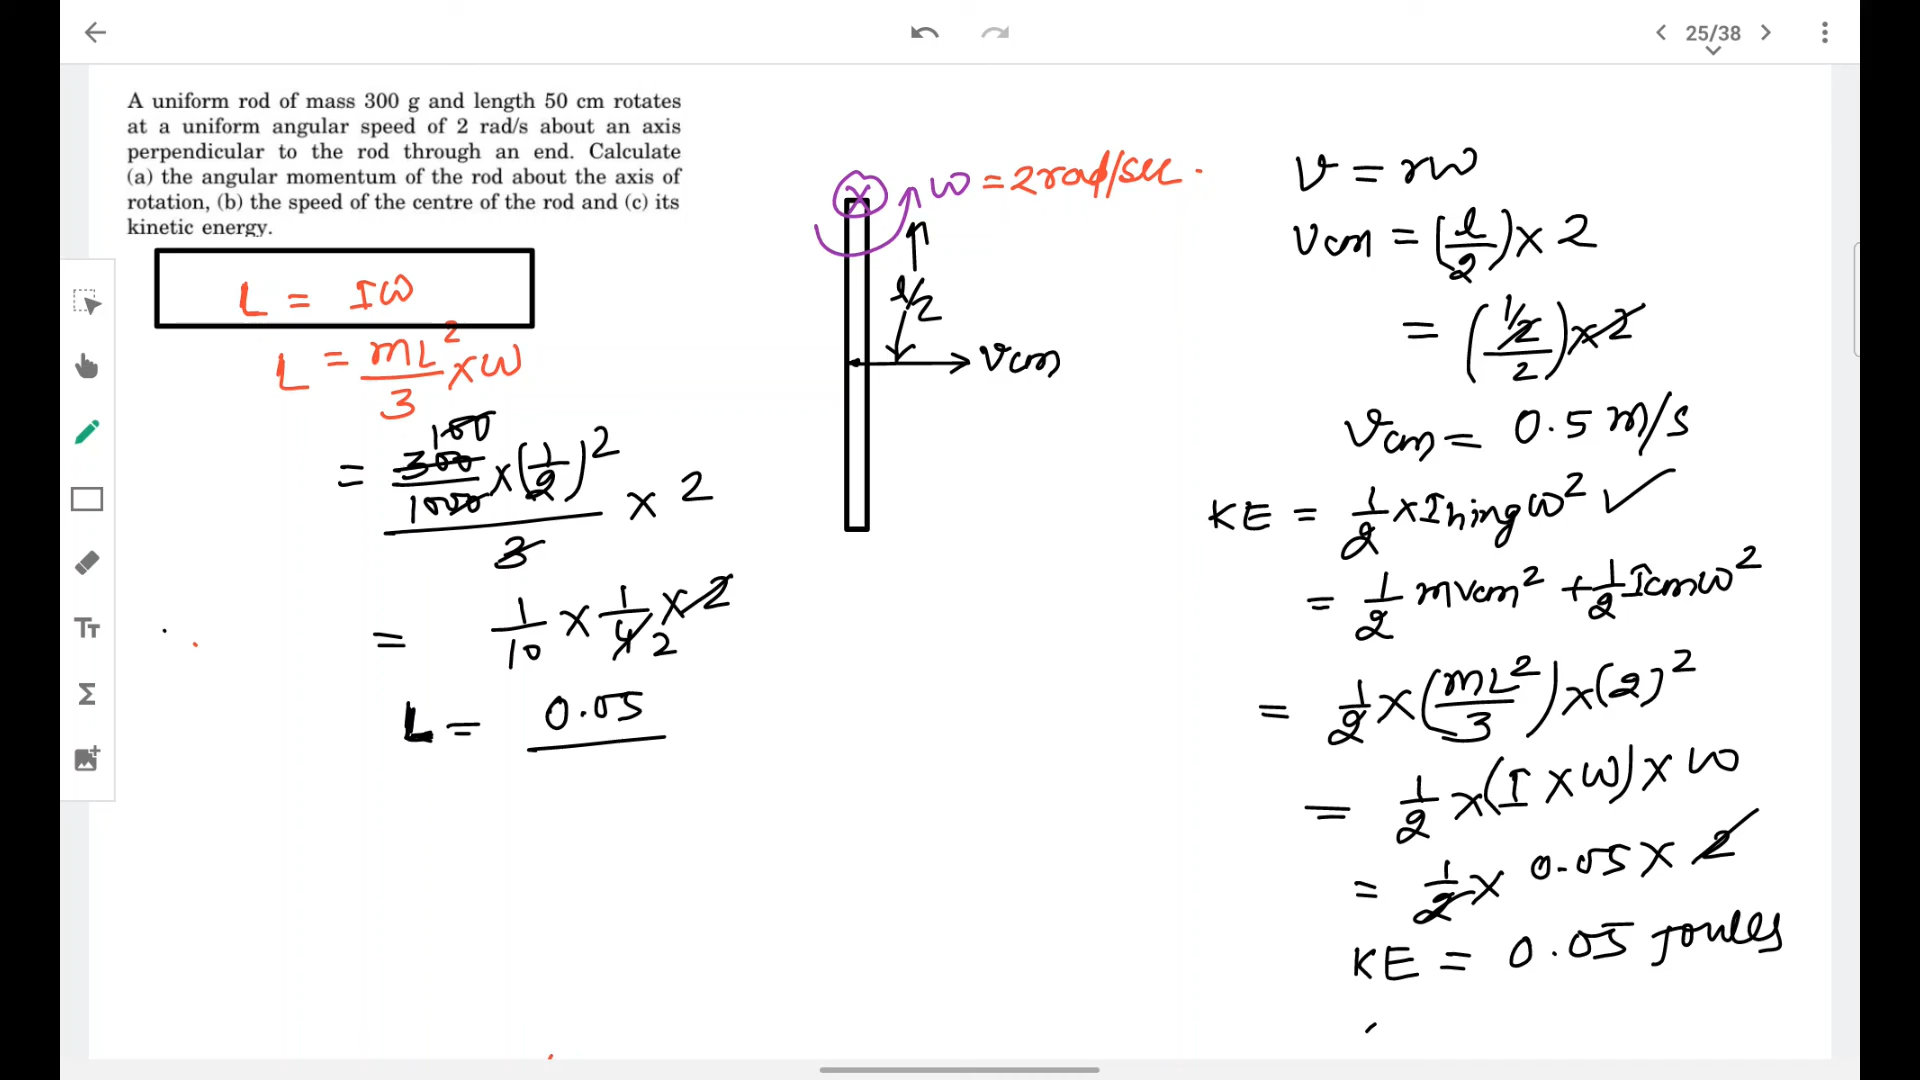 25/38
A uniform rod of mass 300 g and length 50 cm rotates
at a uniform angular speed of 2 rad/s about an axis
perpendicular to the rod through an end. Calculate
(a) the angular momentum of the rod about the axis of
rotation, (b) the speed of the centre of the rod and (c) its
kinetic energy.
L = Iω
L = mL²/3 × ω
= 300/1000 100 × (1/2)² / 3 × 2
= 1/10 × 1/4 2 × 2
L = 0.05
x
ω = 2 rad/sec.
l/2
vcm
v = rω
vcm = (l/2) × 2
= (1/2 / 2) × 2
vcm = 0.5 m/s
KE = 1/2 × Ihing ω² ✓
= 1/2 mvcm² + 1/2 Icmω²
= 1/2 × (mL²/3) × (2)²
= 1/2 × (I × ω) × ω
= 1/2 × 0.05 × 2
KE = 0.05 Joules
Tт
Σ